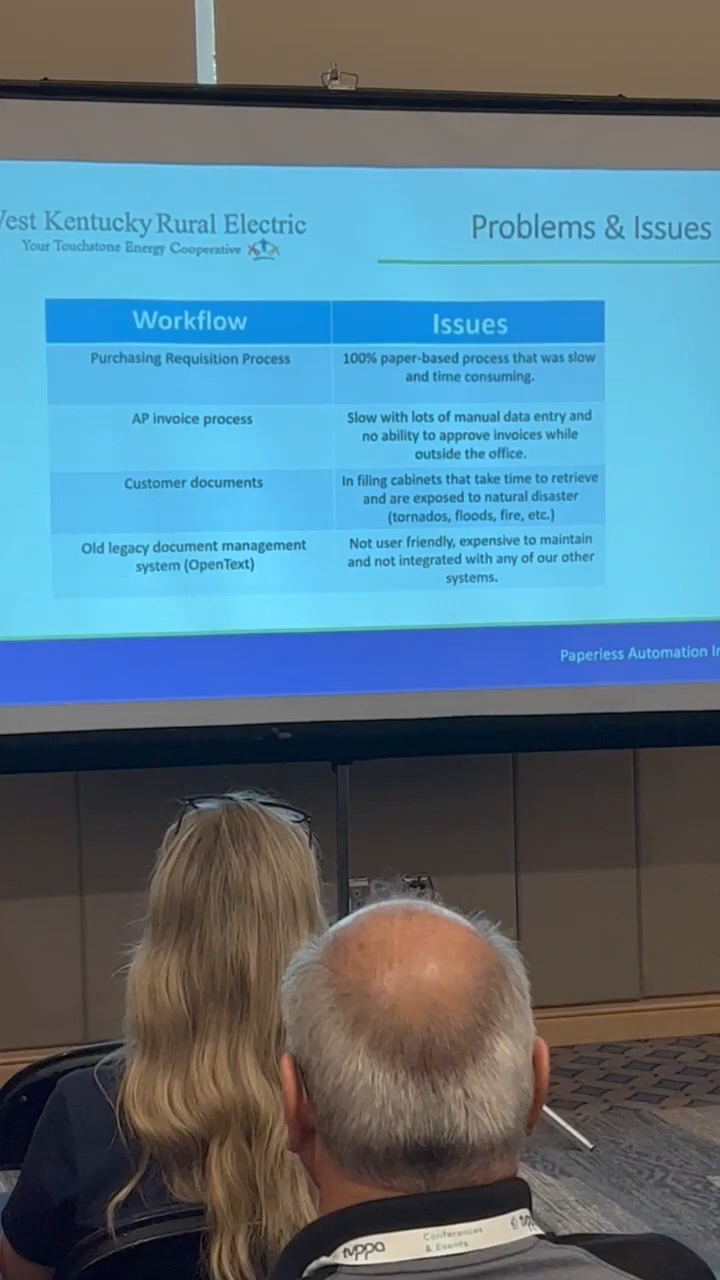 est Kentucky Rural Electric
Your Touchstone Energy Cooperative
Problems & Issues
Workflow
Issues
Purchasing Requisition Process
100% paper-based process that was slow
and time consuming.
AP invoice process
Slow with lots of manual data entry and
no ability to approve invoices while
outside the office.
Customer documents
In filing cabinets that take time to retrieve
and are exposed to natural disaster
(tornados, floods, fire, etc.)
Old legacy document management
system (OpenText)
Not user friendly, expensive to maintain
and not integrated with any of our other
systems.
Paperless Automation
tvppa
Conferences
& Events